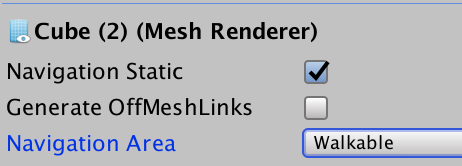 Cube (2) (Mesh Renderer)
Navigation Static
Generate OffMeshLinks
Navigation Area Walkable